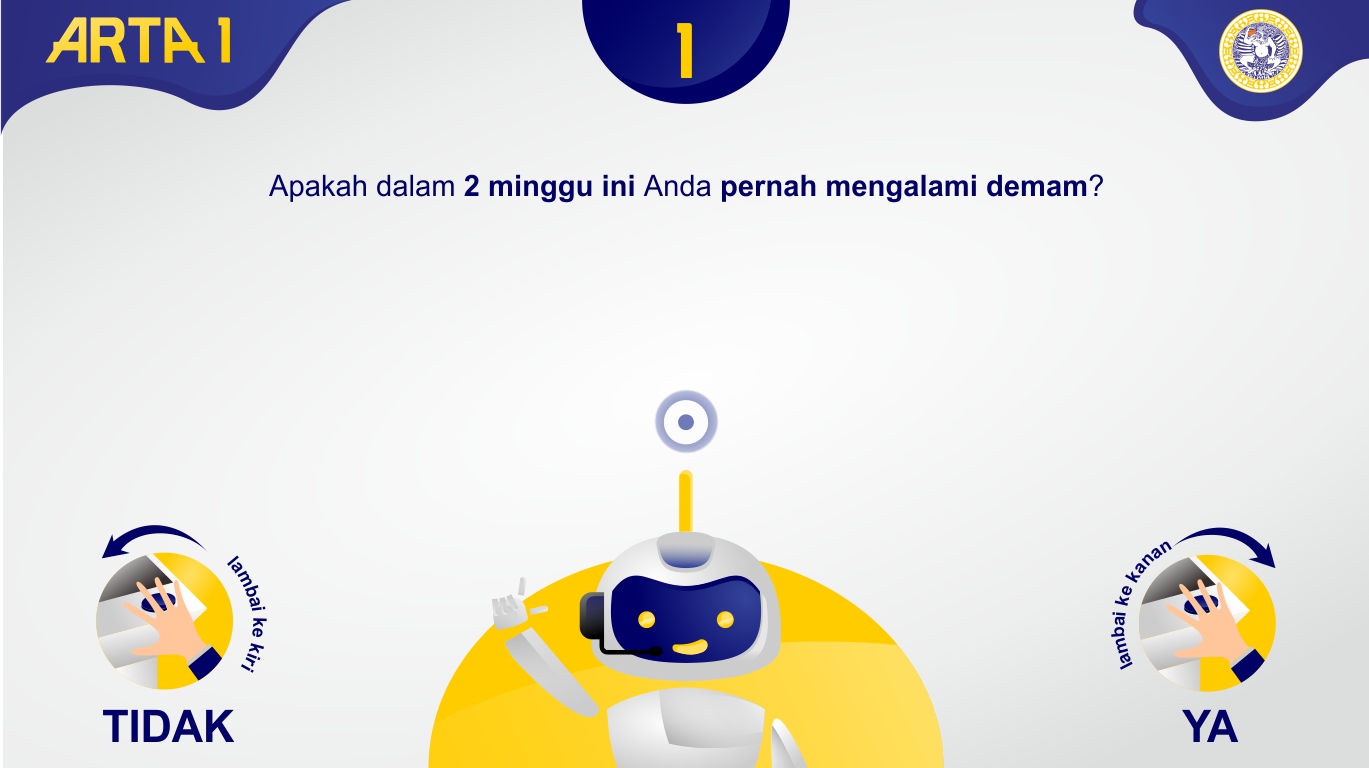 ARTA 1
1
Apakah dalam 2 minggu ini Anda pernah mengalami demam?
lambai ke kiri
TIDAK
lambai ke kanan
YA